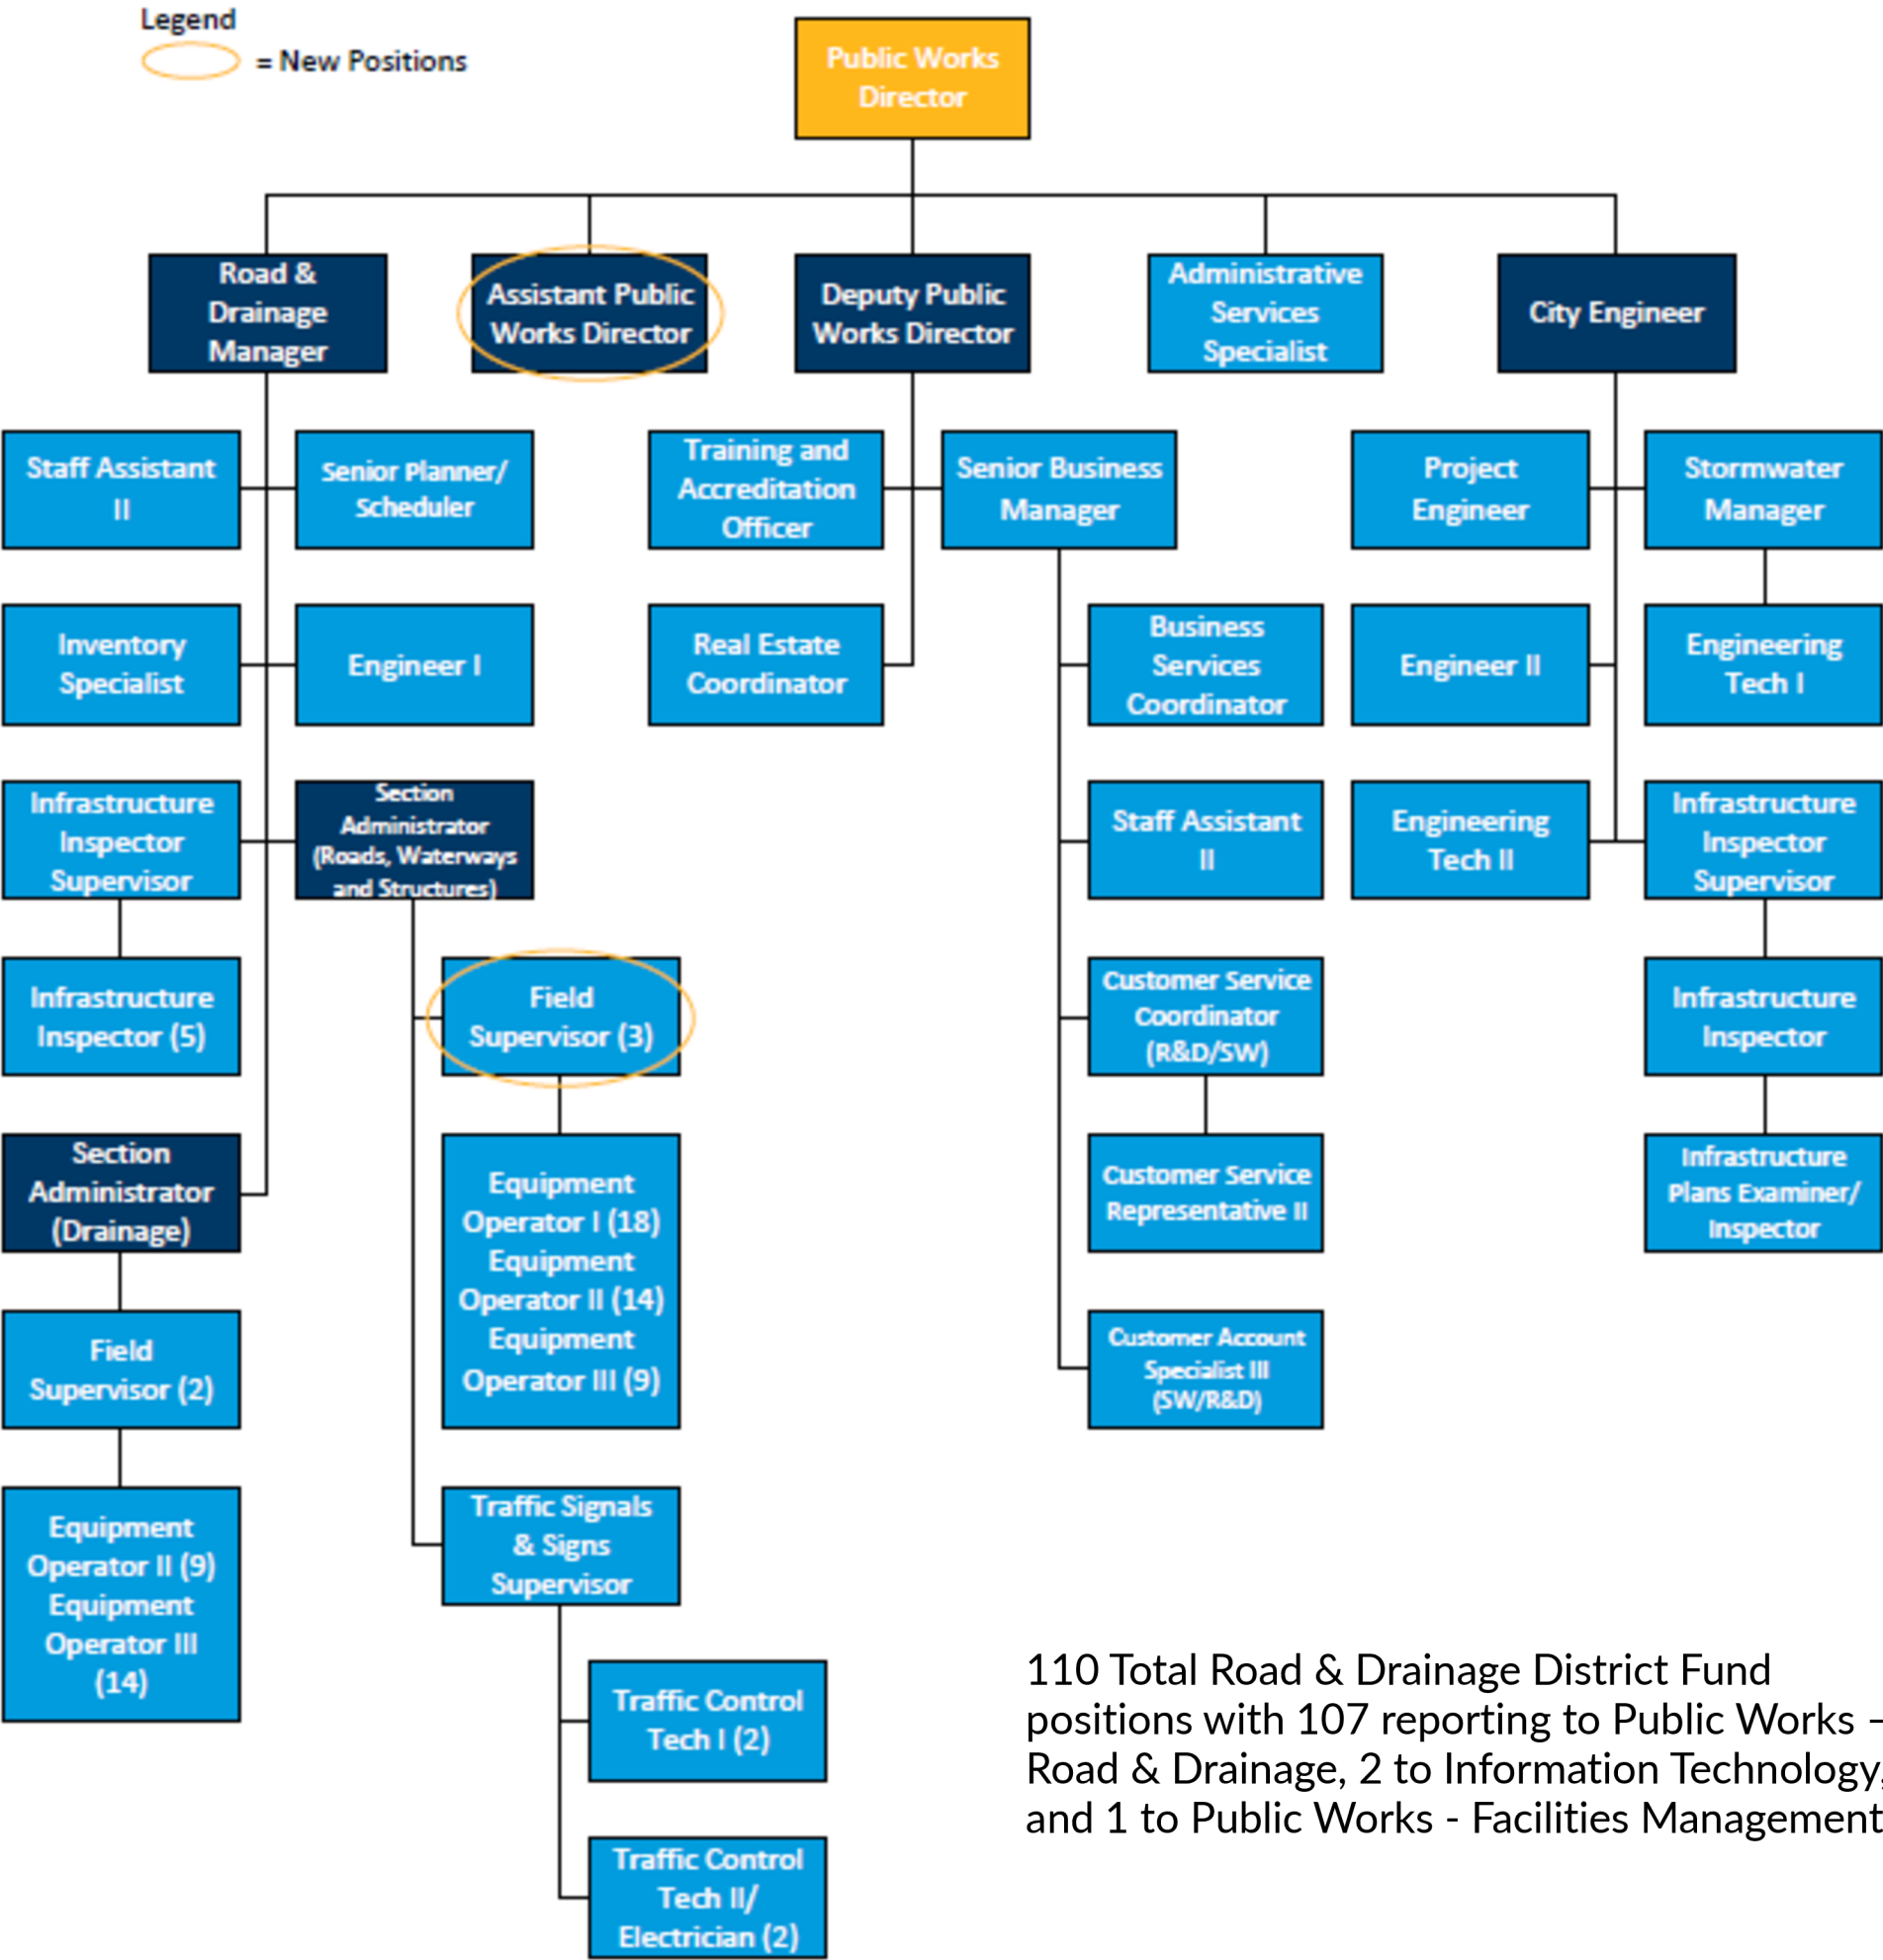 Legend
= New Positions
Public Works
Director
Road &
Drainage
Manager
Assistant Public
Works Director
Deputy Public
Works Director
Administrative
Services
Specialist
City Engineer
Staff Assistant
II
Senior Planner/
Scheduler
Training and
Accreditation
Officer
Senior Business
Manager
Project
Engineer
Stormwater
Manager
Inventory
Specialist
Engineer I
Real Estate
Coordinator
Business
Services
Coordinator
Engineer II
Engineering
Tech I
Infrastructure
Inspector
Supervisor
Section
Administrator
(Roads, Waterways
and Structures)
Staff Assistant
II
Engineering
Tech II
Infrastructure
Inspector
Supervisor
Infrastructure
Inspector (5)
Field
Supervisor (3)
Customer Service
Coordinator
(R&D/SW)
Infrastructure
Inspector
Section
Administrator
(Drainage)
Equipment
Operator I (18)
Equipment
Operator II (14)
Equipment
Operator III (9)
Customer Service
Representative II
Infrastructure
Plans Examiner/
Inspector
Field
Supervisor (2)
Customer Account
Specialist III
(SW/R&D)
Equipment
Operator II (9)
Equipment
Operator III
(14)
Traffic Signals
& Signs
Supervisor
Traffic Control
Tech I (2)
Traffic Control
Tech II/
Electrician (2)
110 Total Road & Drainage District Fund
positions with 107 reporting to Public Works –
Road & Drainage, 2 to Information Technology,
and 1 to Public Works - Facilities Management